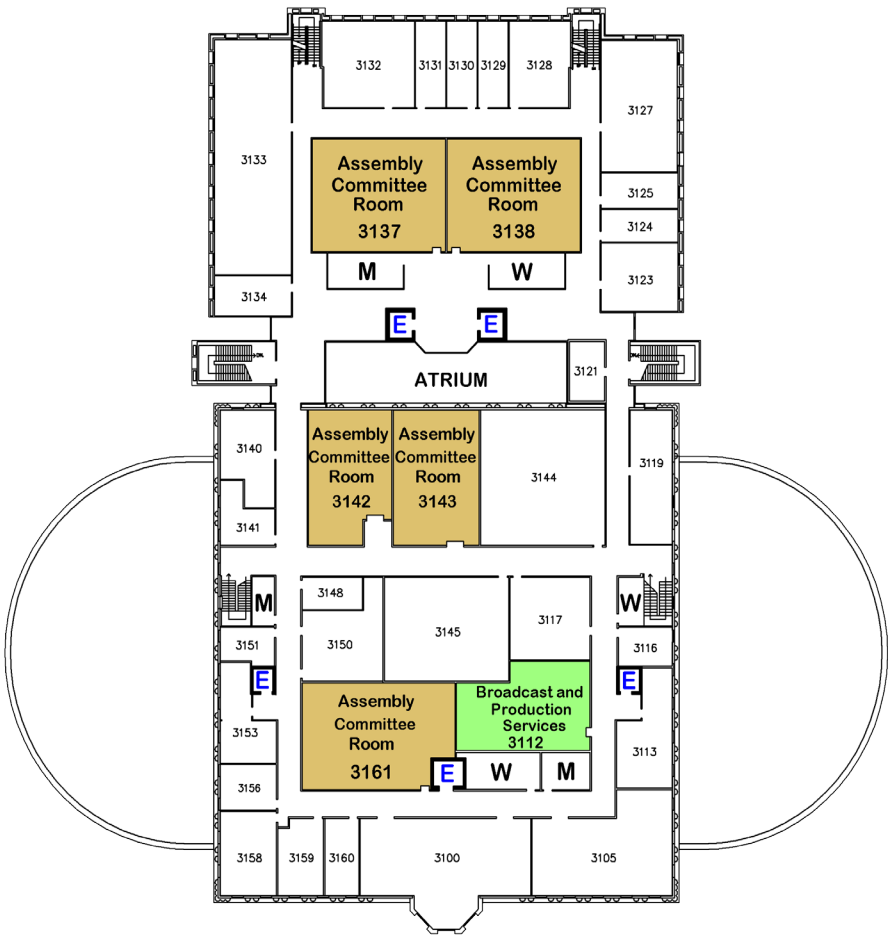 3132
3131
3130
3129
3128
3127
3133
Assembly
Committee
Room
3137
Assembly
Committee
Room
3138
3125
3124
M
W
3123
3134
E
E
ATRIUM
3121
3140
Assembly
Committee
Room
3142
Assembly
Committee
Room
3143
3144
3119
3141
3148
M
W
3145
3117
3150
3151
3116
E
E
Assembly
Committee
Room
3161
Broadcast and
Production
Services
3112
3153
3113
E
W
M
3156
3158
3159
3160
3100
3105